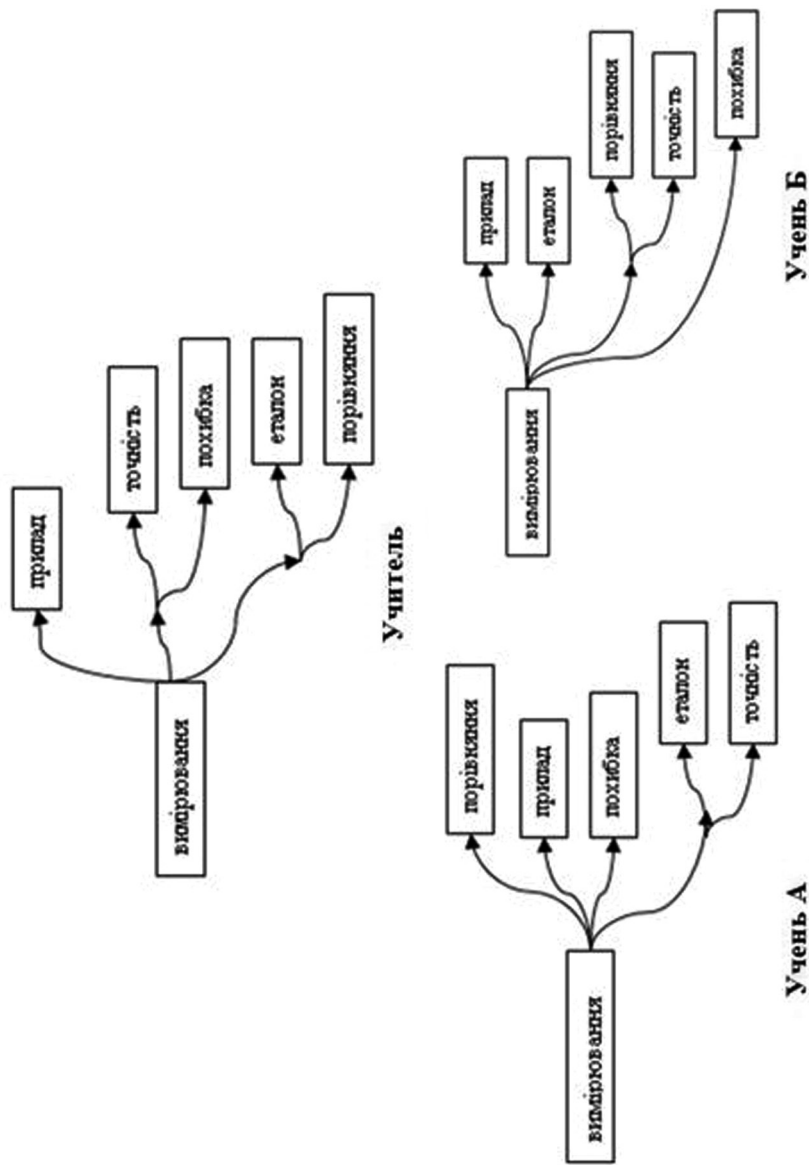 прилад
точність
вимірювання
похибка
еталон
порівняння
Учитель
порівняння
прилад
вимірювання
похибка
еталон
точність
Учень А
прилад
еталон
вимірювання
порівняння
точність
похибка
Учень Б